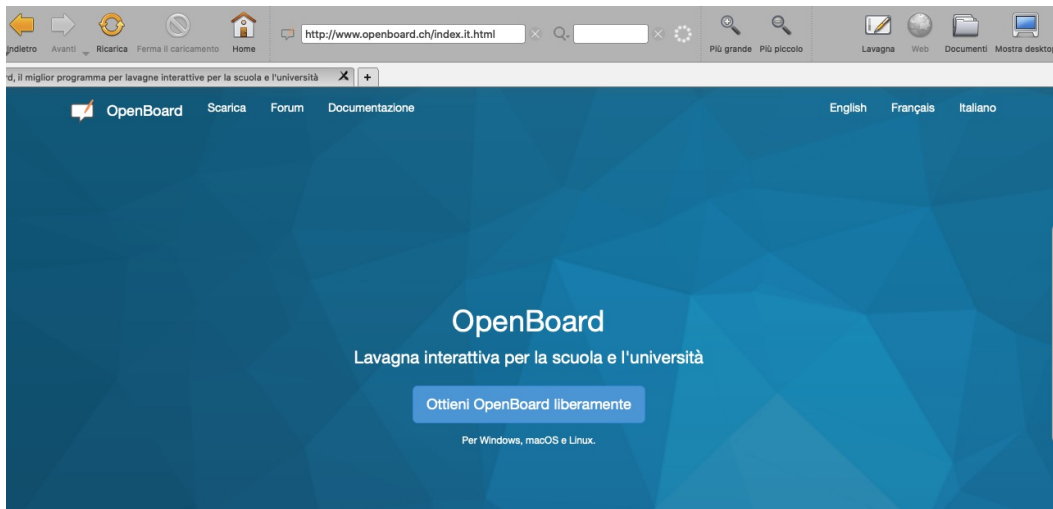 Indietro Avanti Ricarica Ferma il caricamento Home http://www.openboard.ch/index.it.html Più grande Più piccolo Lavagna Web Documenti Mostra desktop
rd, il miglior programma per lavagne interattive per la scuola e l'università
OpenBoard Scarica Forum Documentazione English Français Italiano
OpenBoard
Lavagna interattiva per la scuola e l'università
Ottieni OpenBoard liberamente
Per Windows, macOS e Linux.